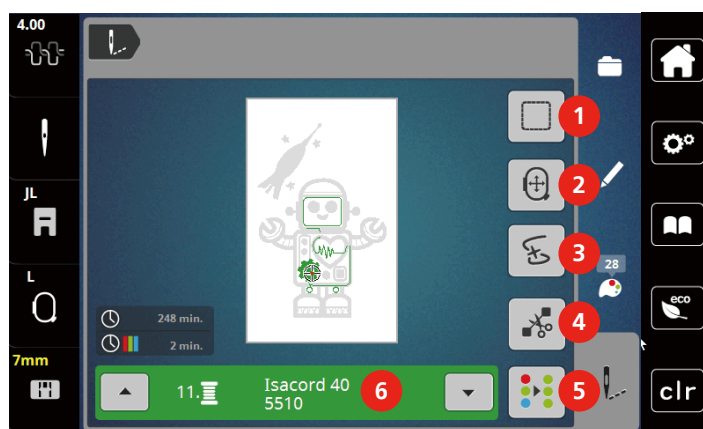 4.00
1
2
JL
3
28
L
248 min.
4
eco
2 min.
7mm
11.
Isacord 40
5510
6
5
clr